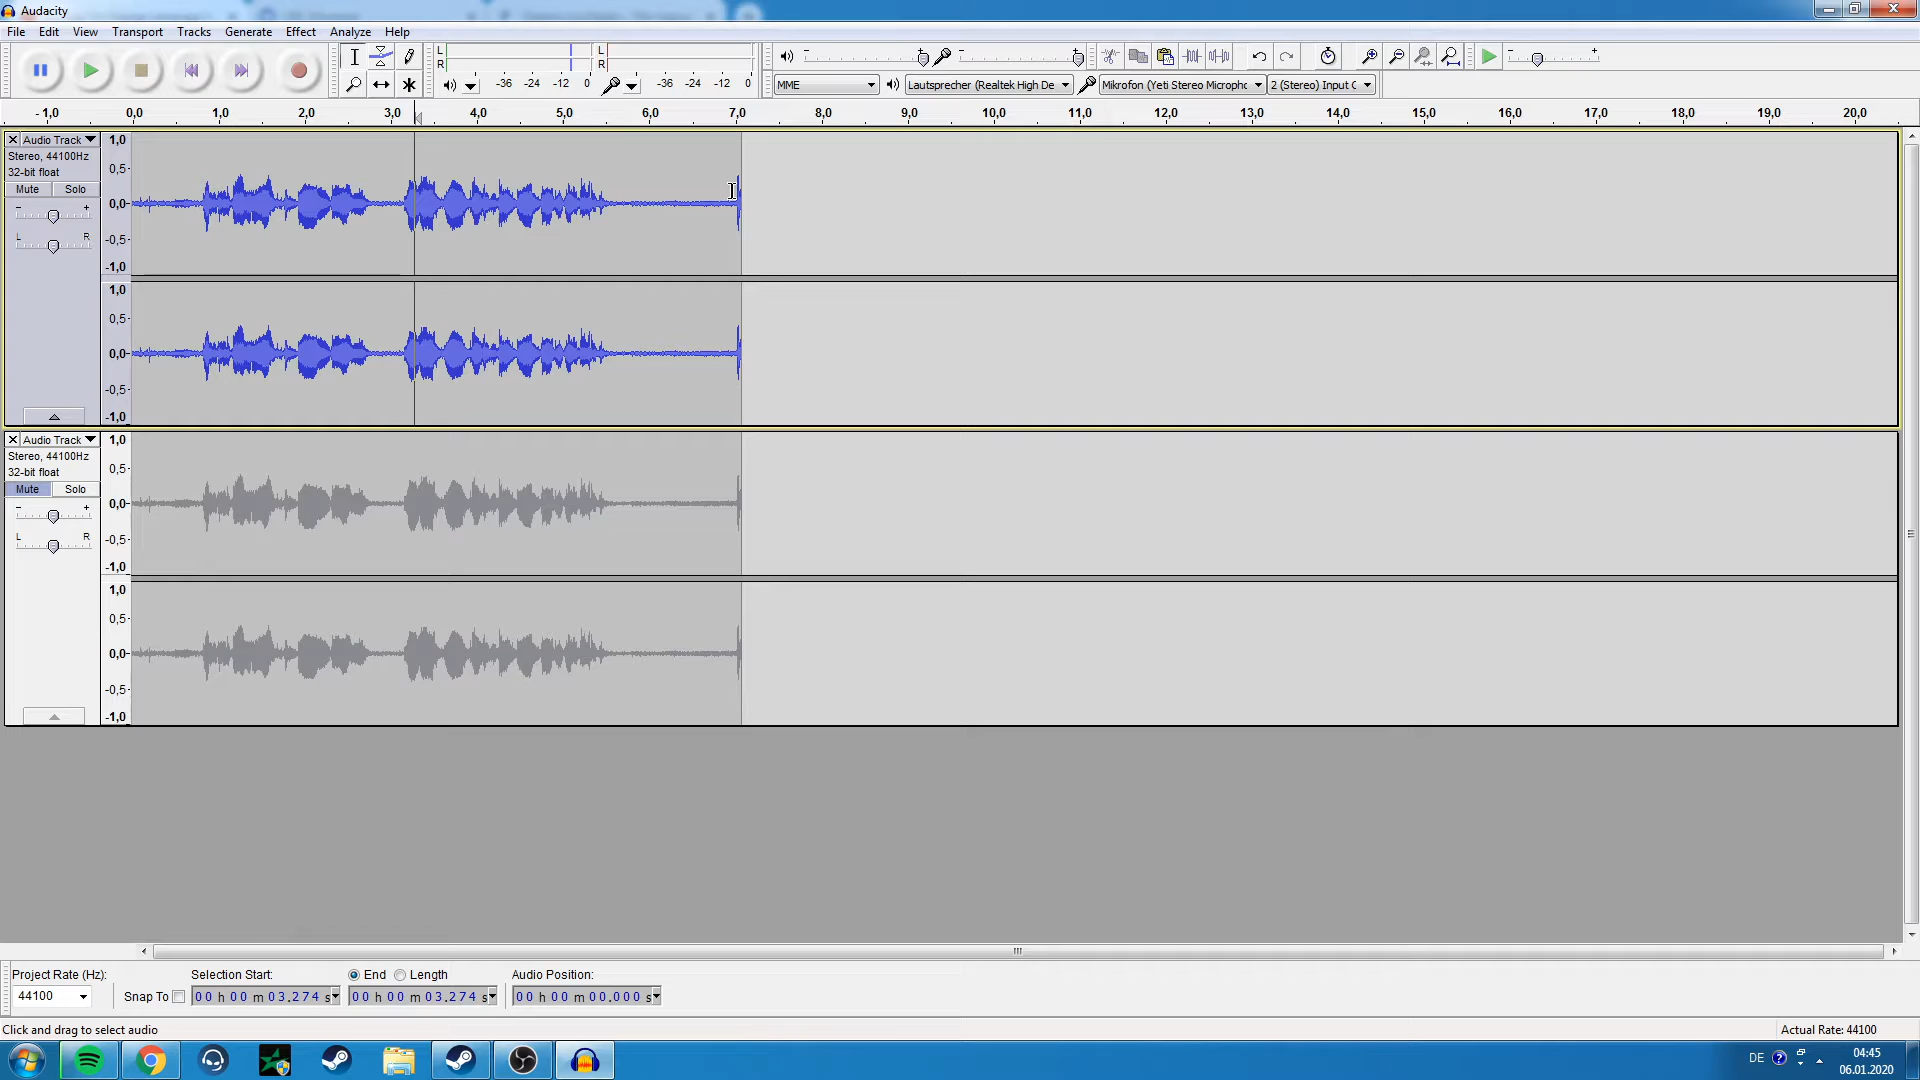 Audacity
File Edit View Transport Tracks Generate Effect Analyze Help
L
R
-36 -24 -12 0
L
R
-36 -24 -12 0
MME
Lautsprecher (Realtek High De
Mikrofon (Yeti Stereo Microphc
2 (Stereo) Input C
-1,0 0,0 1,0 2,0 3,0 4,0 5,0 6,0 7,0 8,0 9,0 10,0 11,0 12,0 13,0 14,0 15,0 16,0 17,0 18,0 19,0 20,0
Audio Track
Stereo, 44100Hz
32-bit float
Mute Solo
- +
L R
1,0
0,5-
0,0-
-0,5-
-1,0
1,0
0,5-
0,0-
-0,5-
-1,0
Audio Track
Stereo, 44100Hz
32-bit float
Mute Solo
- +
L R
1,0
0,5-
0,0-
-0,5-
-1,0
1,0
0,5-
0,0-
-0,5-
-1,0
Project Rate (Hz): Selection Start: End Length Audio Position:
44100 Snap To 00 h 00 m 03.274 s 00 h 00 m 03.274 s 00 h 00 m 00.000 s
Click and drag to select audio
Actual Rate: 44100
DE
04:45
06.01.2020